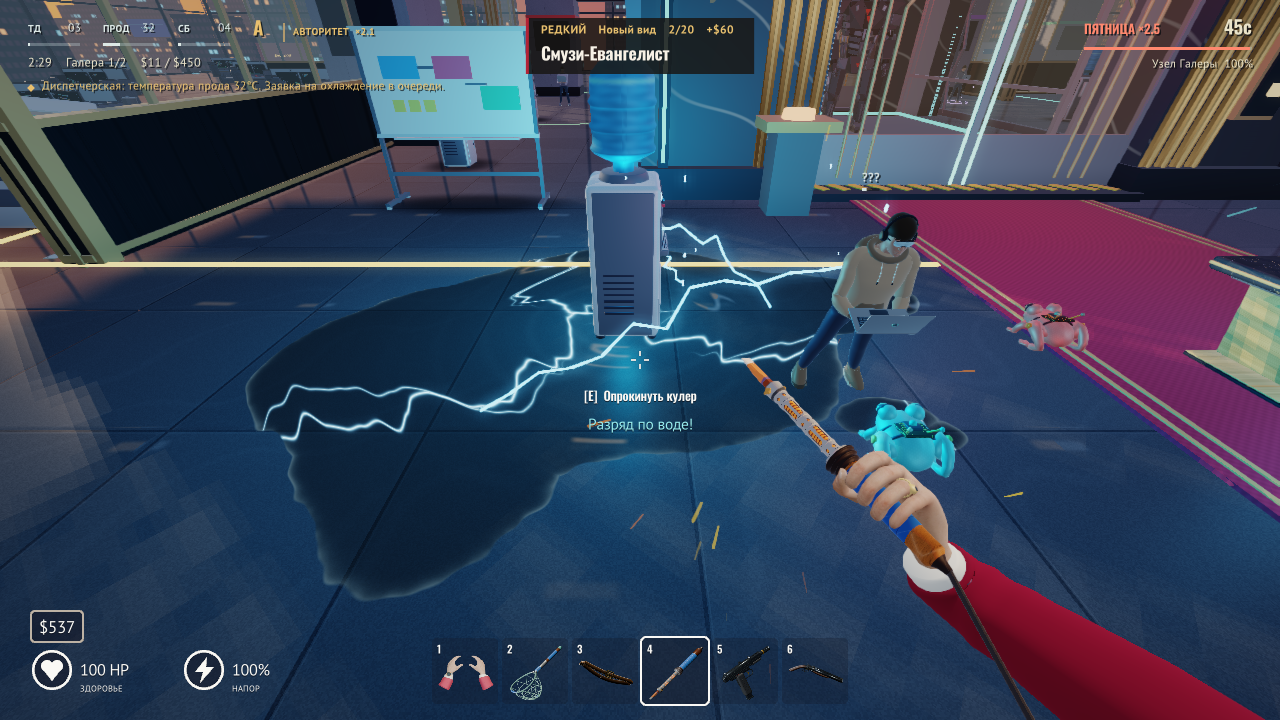 ТД 03 ПРОД 32 СБ 04 А АВТОРИТЕТ ×2.1
2:29 Галера 1/2 $11 / $450
Диспетчерская: температура прода 32°C. Заявка на охлаждение в очереди.
РЕДКИЙ Новый вид 2/20 +$60
Смузи-Евангелист
ПЯТНИЦА ×2.5 45с
Узел Галеры 100%
???
[E] Опрокинуть кулер
Разряд по воде!
$537
100 HP
ЗДОРОВЬЕ
100%
НАПОР
1 2 3 4 5 6